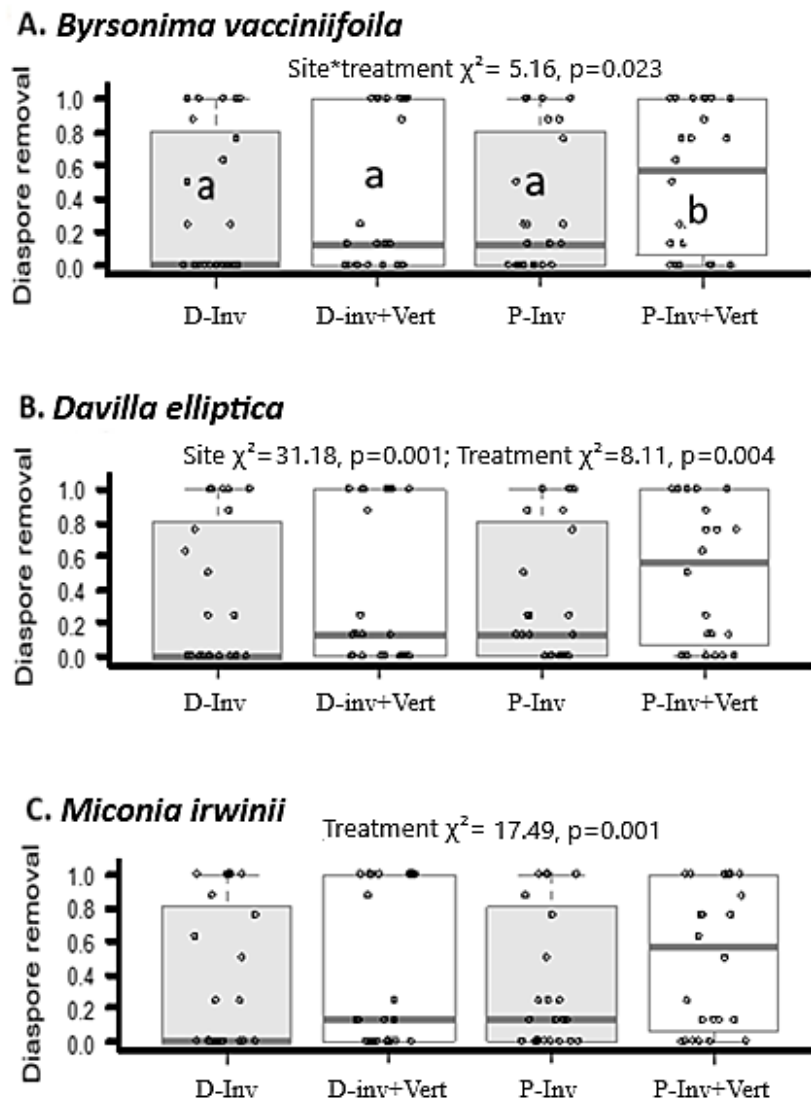 A. Byrsonima vacciniifoila
Site*treatment χ²= 5.16, p=0.023
Diaspore removal
1.0
0.8
0.6
0.4
0.2
0.0
a
a
a
b
D-Inv
D-inv+Vert
P-Inv
P-Inv+Vert
B. Davilla elliptica
Site χ²=31.18, p=0.001; Treatment χ²=8.11, p=0.004
Diaspore removal
1.0
0.8
0.6
0.4
0.2
0.0
D-Inv
D-inv+Vert
P-Inv
P-Inv+Vert
C. Miconia irwinii
Treatment χ²= 17.49, p=0.001
Diaspore removal
1.0
0.8
0.6
0.4
0.2
0.0
D-Inv
D-inv+Vert
P-Inv
P-Inv+Vert